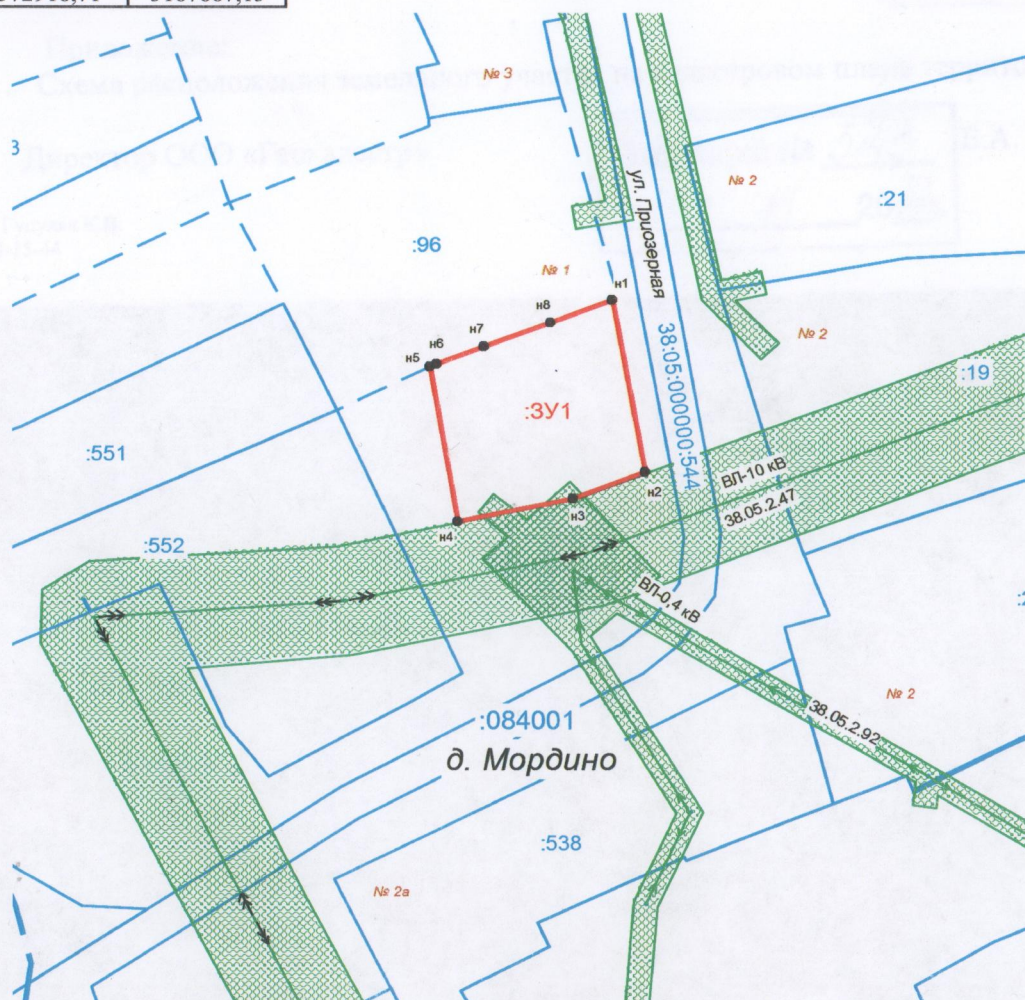 № 3
№ 2
:21
:96
№ 1
н1
ул. Приозерная
н8
н7
н6
н5
№ 2
38:05:000000:544
:19
:ЗУ1
:551
ВЛ-10 кВ
38.05.2.47
н2
н3
н4
:552
ВЛ-0,4 кВ
№ 2
38.05.2.92
:084001
д. Мордино
:538
№ 2а